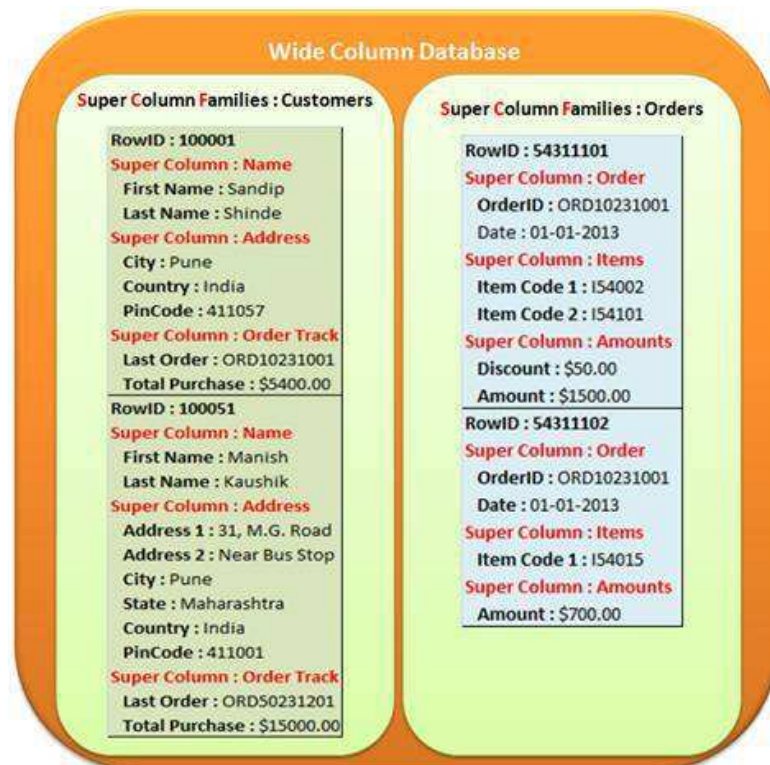 Wide Column Database
Super Column Families : Customers
RowID : 100001
Super Column : Name
First Name : Sandip
Last Name : Shinde
Super Column : Address
City : Pune
Country : India
PinCode : 411057
Super Column : Order Track
Last Order : ORD10231001
Total Purchase : $5400.00
RowID : 100051
Super Column : Name
First Name : Manish
Last Name : Kaushik
Super Column : Address
Address 1 : 31, M.G. Road
Address 2 : Near Bus Stop
City : Pune
State : Maharashtra
Country : India
PinCode : 411001
Super Column : Order Track
Last Order : ORD50231201
Total Purchase : $15000.00
Super Column Families : Orders
RowID : 54311101
Super Column : Order
OrderID : ORD10231001
Date : 01-01-2013
Super Column : Items
Item Code 1 : I54002
Item Code 2 : I54101
Super Column : Amounts
Discount : $50.00
Amount : $1500.00
RowID : 54311102
Super Column : Order
OrderID : ORD10231001
Date : 01-01-2013
Super Column : Items
Item Code 1 : I54015
Super Column : Amounts
Amount : $700.00